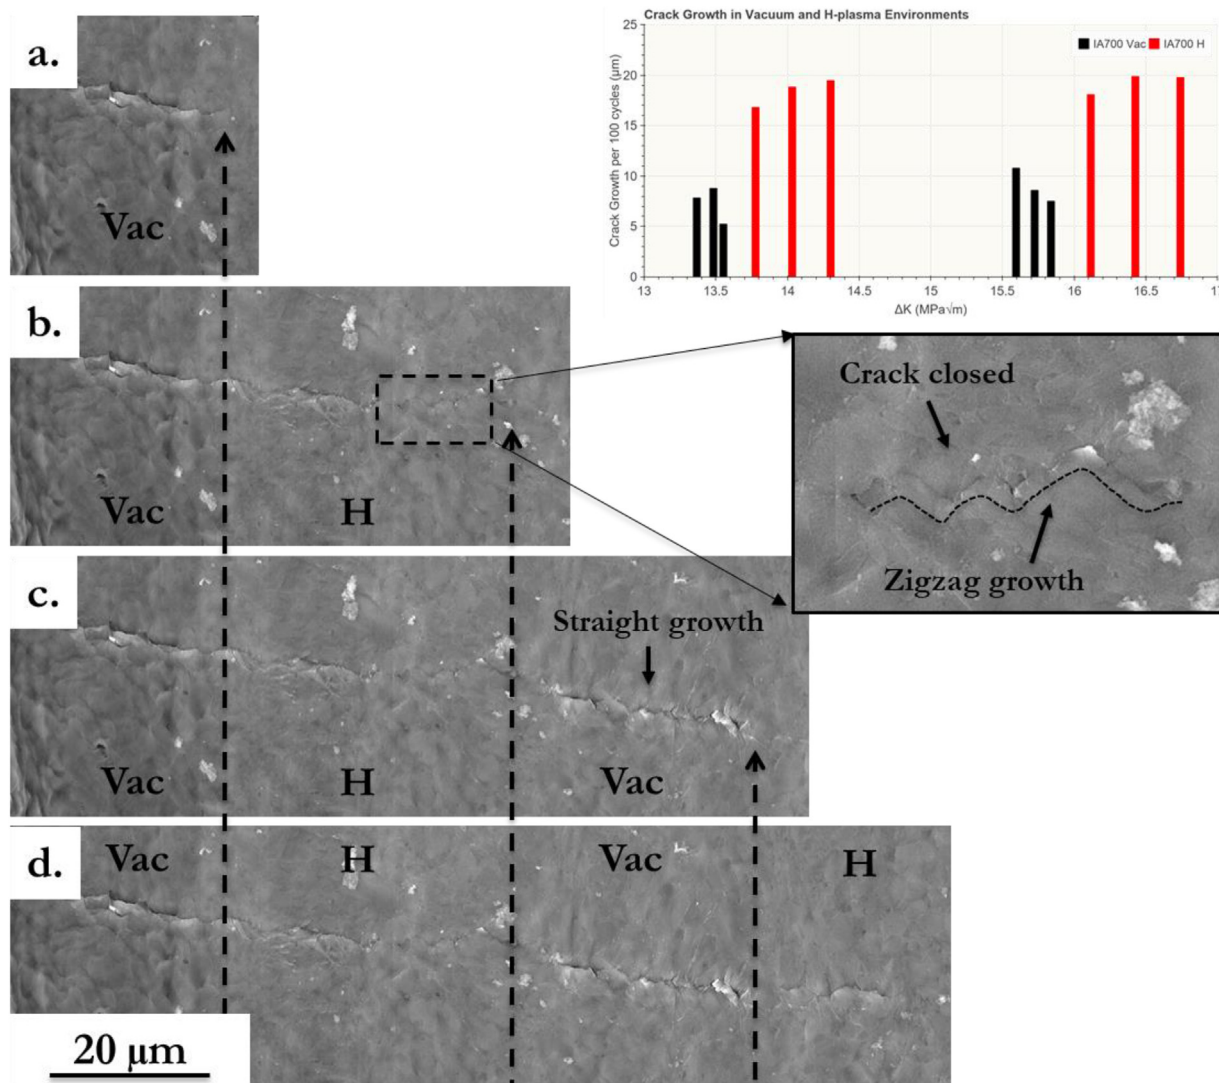 a.
Vac
Crack Growth in Vacuum and H-plasma Environments
Crack Growth per 100 cycles (μm)
25
20
15
10
5
0
IA700 Vac
IA700 H
13
13.5
14
14.5
15
15.5
16
16.5
17
ΔK (MPa√m)
b.
Vac
H
Crack closed
Zigzag growth
c.
Straight growth
Vac
H
Vac
d.
Vac
H
Vac
H
20 μm